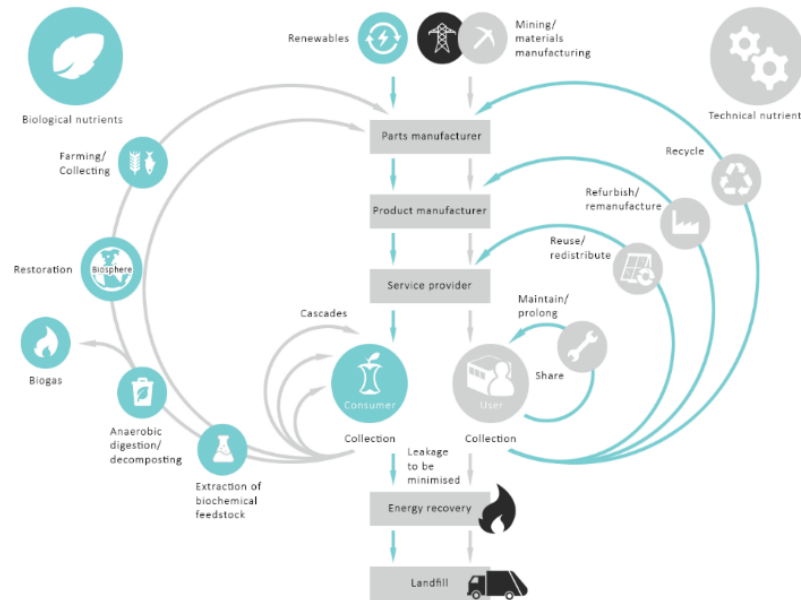 Renewables
Mining/
materials
manufacturing
Biological nutrients
Technical nutrient
Parts manufacturer
Farming/
Collecting
Recycle
Product manufacturer
Refurbish/
remanufacture
Reuse/
redistribute
Restoration
Biosphere
Service provider
Cascades
Maintain/
prolong
Biogas
Share
Consumer
User
Anaerobic
digestion/
decomposting
Collection
Collection
Leakage
to be
minimised
Extraction of
biochemical
feedstock
Energy recovery
Landfill